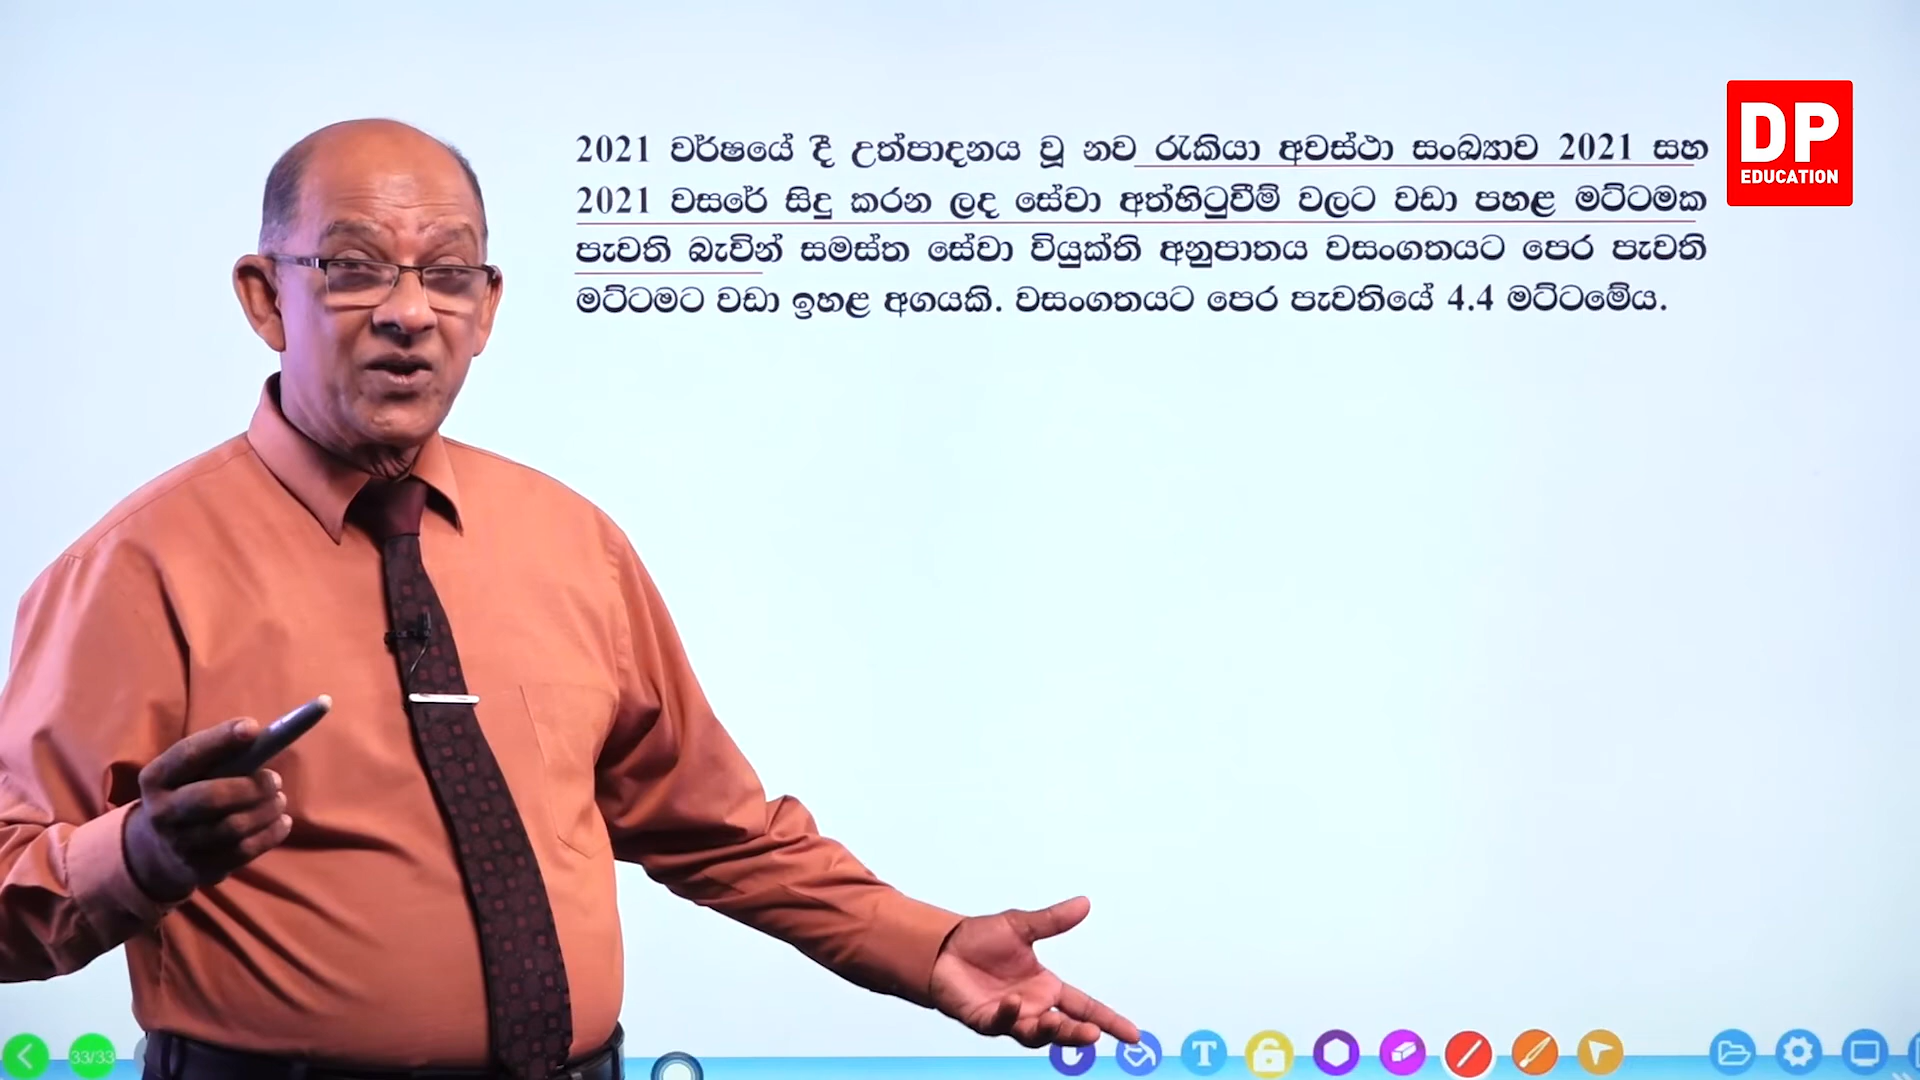 2021 වර්ෂයේ දී උත්පාදනය වූ නව රැකියා අවස්ථා සංඛ්‍යාව 2021 සහ
2021 වසරේ සිදු කරන ලද සේවා අත්හිටුවීම් වලට වඩා පහළ මට්ටමක
පැවති බැවින් සමස්ත සේවා වියුක්ති අනුපාතය වසංගතයට පෙර පැවති
මට්ටමට වඩා ඉහළ අගයකි. වසංගතයට පෙර පැවතියේ 4.4 මට්ටමේය.
DP
EDUCATION
33/33
T